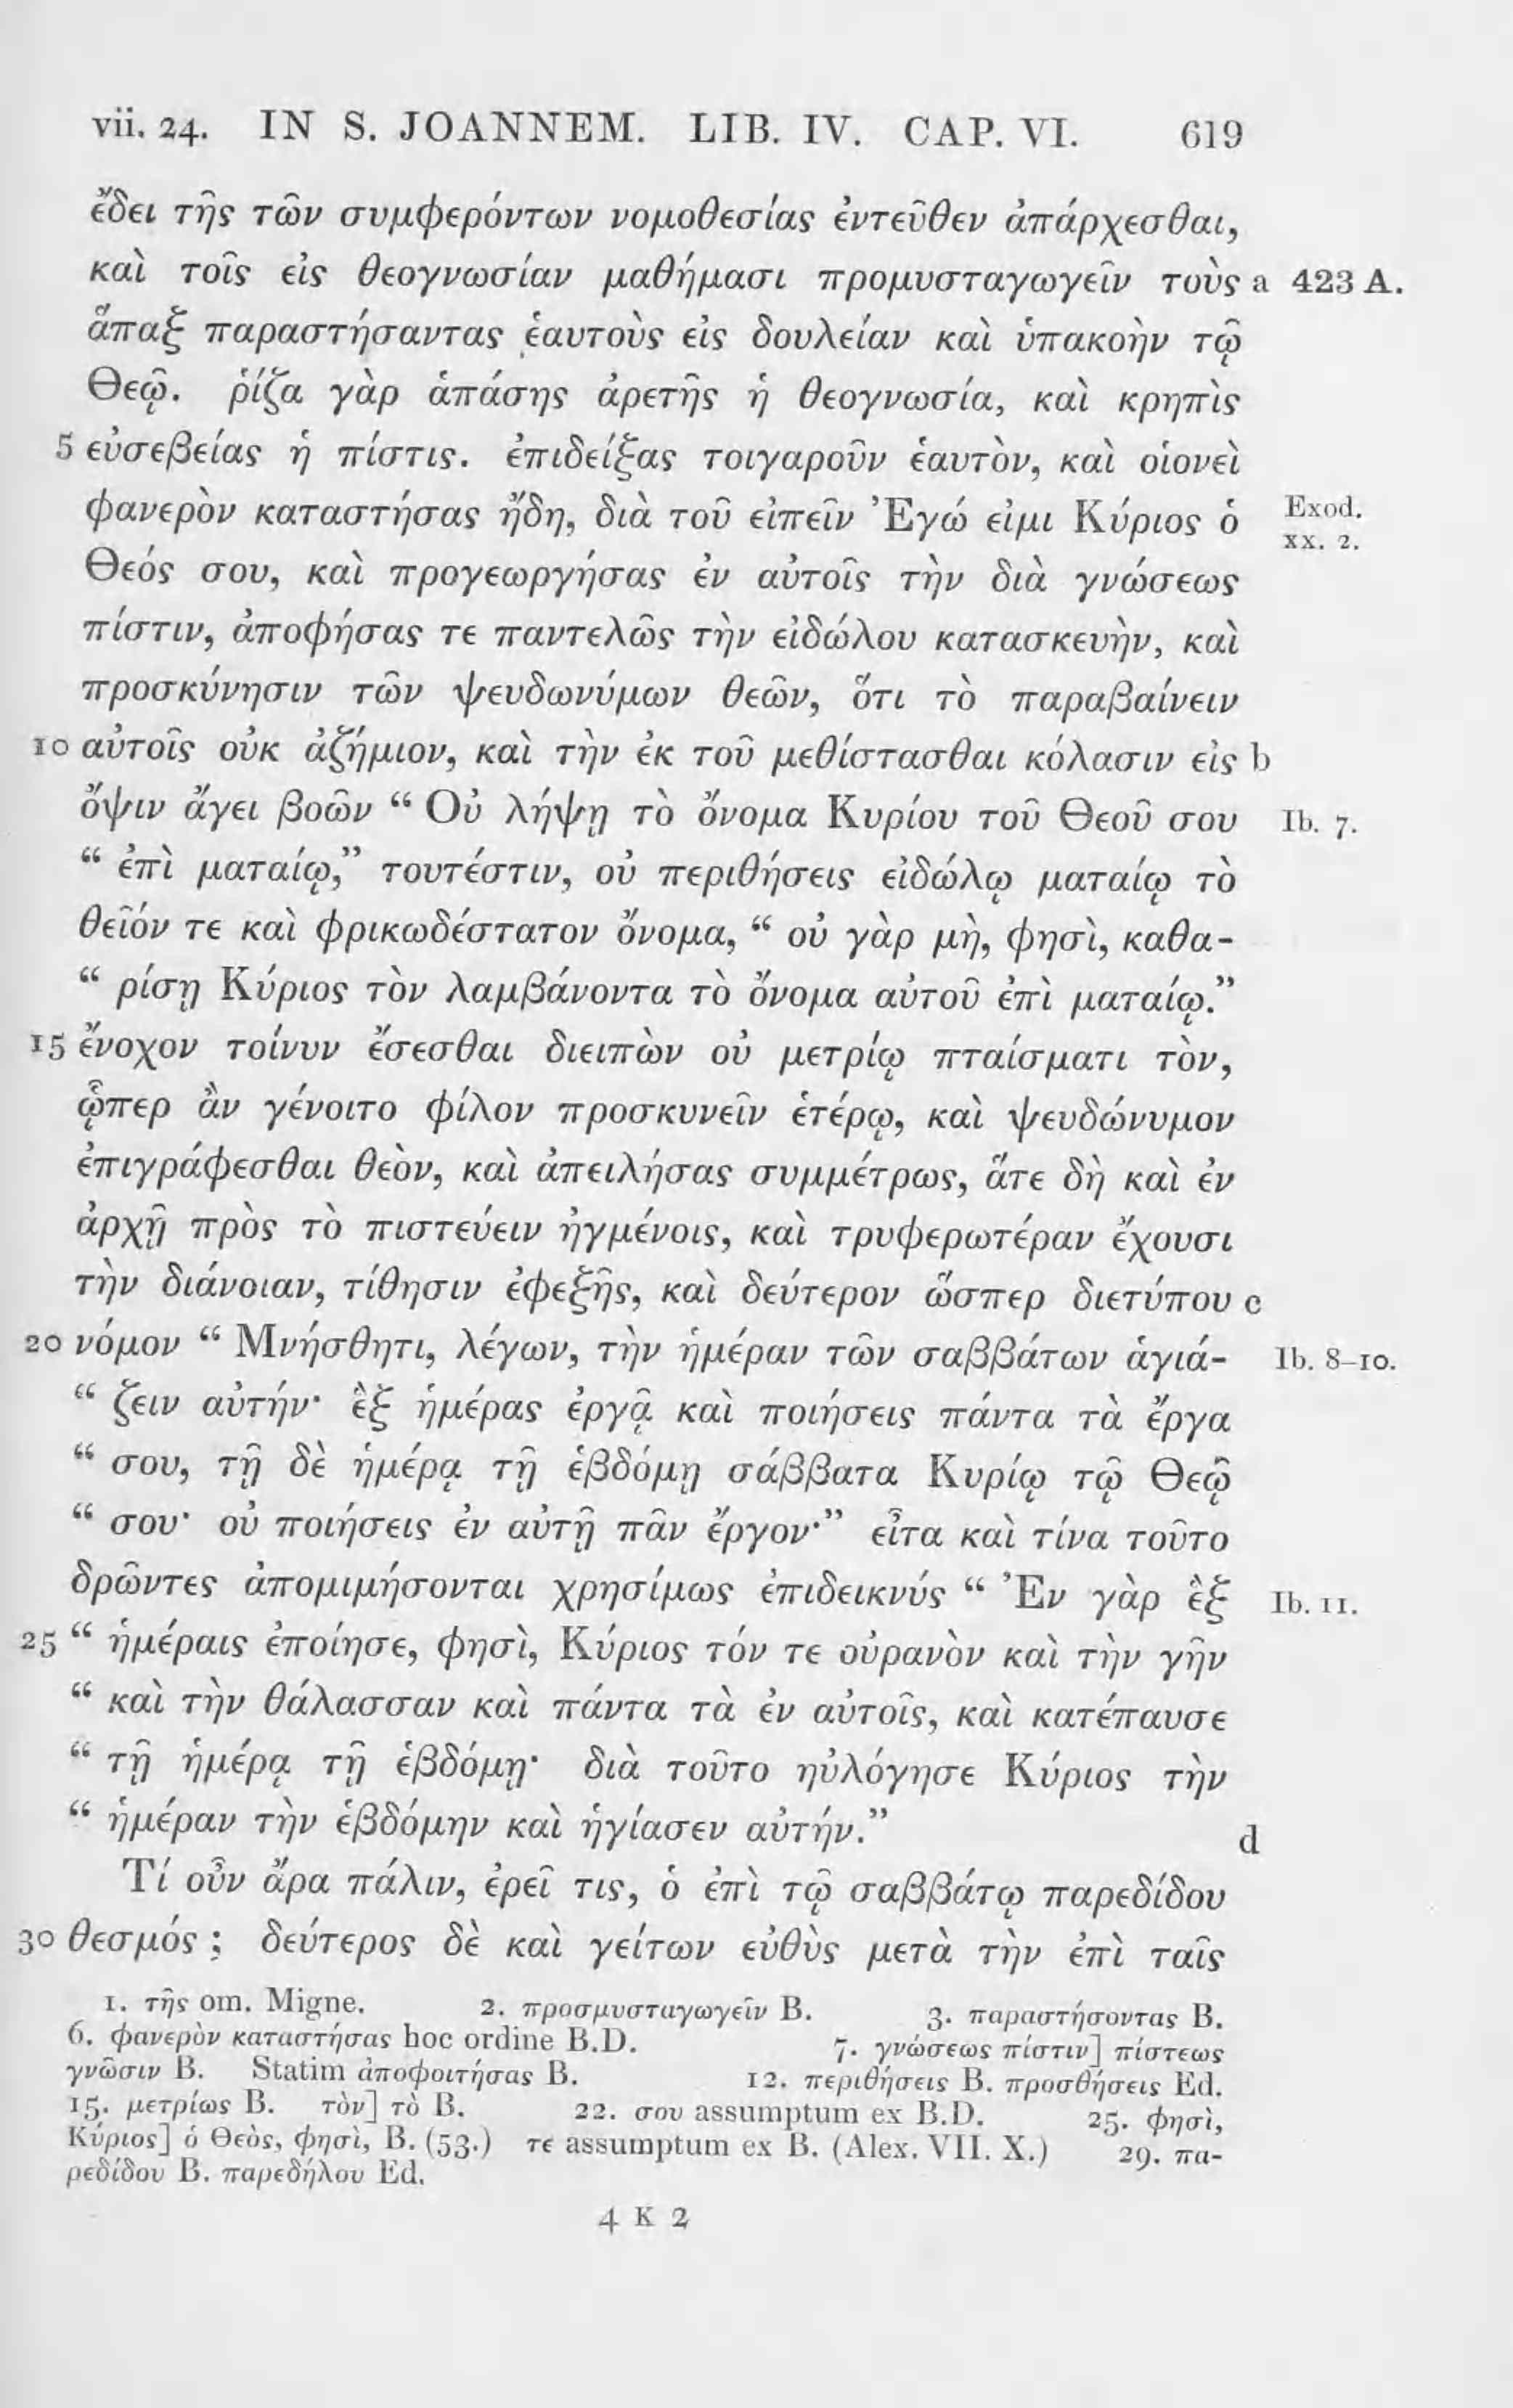 vii. 24. IN S. JOANNEM. LIB. IV. CAP. VI. 619
ἔδει τῆς τῶν συμφερόντων νομοθεσίας ἐντεῦθεν ἀπάρχεσθαι,
καὶ τοῖς εἰς θεογνωσίαν μαθήμασι προμυσταγωγεῖν τοὺς a 423 A.
ἅπαξ παραστήσαντας ἑαυτοὺς εἰς δουλείαν καὶ ὑπακοὴν τῷ
Θεῷ. ῥίζα γὰρ ἁπάσης ἀρετῆς ἡ θεογνωσία, καὶ κρηπὶς
5 εὐσεβείας ἡ πίστις. ἐπιδείξας τοιγαροῦν ἑαυτὸν, καὶ οἱονεὶ
φανερὸν καταστήσας ἤδη, διὰ τοῦ εἰπεῖν Ἐγώ εἰμι Κύριος ὁ Exod.
xx. 2.
Θεός σου, καὶ προγεωργήσας ἐν αὐτοῖς τὴν διὰ γνώσεως
πίστιν, ἀποφήσας τε παντελῶς τὴν εἰδώλου κατασκευὴν, καὶ
προσκύνησιν τῶν ψευδωνύμων θεῶν, ὅτι τὸ παραβαίνειν
10 αὐτοῖς οὐκ ἀζήμιον, καὶ τὴν ἐκ τοῦ μεθίστασθαι κόλασιν εἰς b
ὄψιν ἄγει βοῶν “ Οὐ λήψῃ τὸ ὄνομα Κυρίου τοῦ Θεοῦ σου Ib. 7.
“ ἐπὶ ματαίῳ,” τουτέστιν, οὐ περιθήσεις εἰδώλῳ ματαίῳ τὸ
θεῖόν τε καὶ φρικωδέστατον ὄνομα, “ οὐ γὰρ μὴ, φησὶ, καθα-
“ ρίσῃ Κύριος τὸν λαμβάνοντα τὸ ὄνομα αὐτοῦ ἐπὶ ματαίῳ.”
15 ἔνοχον τοίνυν ἔσεσθαι διειπὼν οὐ μετρίῳ πταίσματι τὸν,
ᾧπερ ἂν γένοιτο φίλον προσκυνεῖν ἑτέρῳ, καὶ ψευδώνυμον
ἐπιγράφεσθαι θεὸν, καὶ ἀπειλήσας συμμέτρως, ἅτε δὴ καὶ ἐν
ἀρχῇ πρὸς τὸ πιστεύειν ἠγμένοις, καὶ τρυφερωτέραν ἔχουσι
τὴν διάνοιαν, τίθησιν ἐφεξῆς, καὶ δεύτερον ὥσπερ διετύπου c
20 νόμον “ Μνήσθητι, λέγων, τὴν ἡμέραν τῶν σαββάτων ἁγιά- Ib. 8–10.
“ ζειν αὐτήν· ἓξ ἡμέρας ἐργᾷ καὶ ποιήσεις πάντα τὰ ἔργα
“ σου, τῇ δὲ ἡμέρᾳ τῇ ἑβδόμῃ σάββατα Κυρίῳ τῷ Θεῷ
“ σου· οὐ ποιήσεις ἐν αὐτῇ πᾶν ἔργον·” εἶτα καὶ τίνα τοῦτο
δρῶντες ἀπομιμήσονται χρησίμως ἐπιδεικνύς “ Ἐν γὰρ ἓξ Ib. 11.
25 “ ἡμέραις ἐποίησε, φησὶ, Κύριος τόν τε οὐρανὸν καὶ τὴν γῆν
“ καὶ τὴν θάλασσαν καὶ πάντα τὰ ἐν αὐτοῖς, καὶ κατέπαυσε
“ τῇ ἡμέρᾳ τῇ ἑβδόμῃ· διὰ τοῦτο ηὐλόγησε Κύριος τὴν
“ ἡμέραν τὴν ἑβδόμην καὶ ἡγίασεν αὐτήν.” d
Τί οὖν ἄρα πάλιν, ἐρεῖ τις, ὁ ἐπὶ τῷ σαββάτῳ παρεδίδου
30 θεσμός ; δεύτερος δὲ καὶ γείτων εὐθὺς μετὰ τὴν ἐπὶ ταῖς
1. τῆς om. Migne. 2. προσμυσταγωγεῖν B. 3. παραστήσοντας B.
6. φανερὸν καταστήσας hoc ordine B.D. 7. γνώσεως πίστιν] πίστεως
γνῶσιν B. Statim ἀποφοιτήσας B. 12. περιθήσεις B. προσθήσεις Ed.
15. μετρίως B. τὸν] τὸ B. 22. σου assumptum ex B.D. 25. φησὶ,
Κύριος] ὁ Θεὸς, φησὶ, B. (53.) τε assumptum ex B. (Alex. VII. X.) 29. πα-
ρεδίδου B. παρεδήλου Ed.
4 K 2